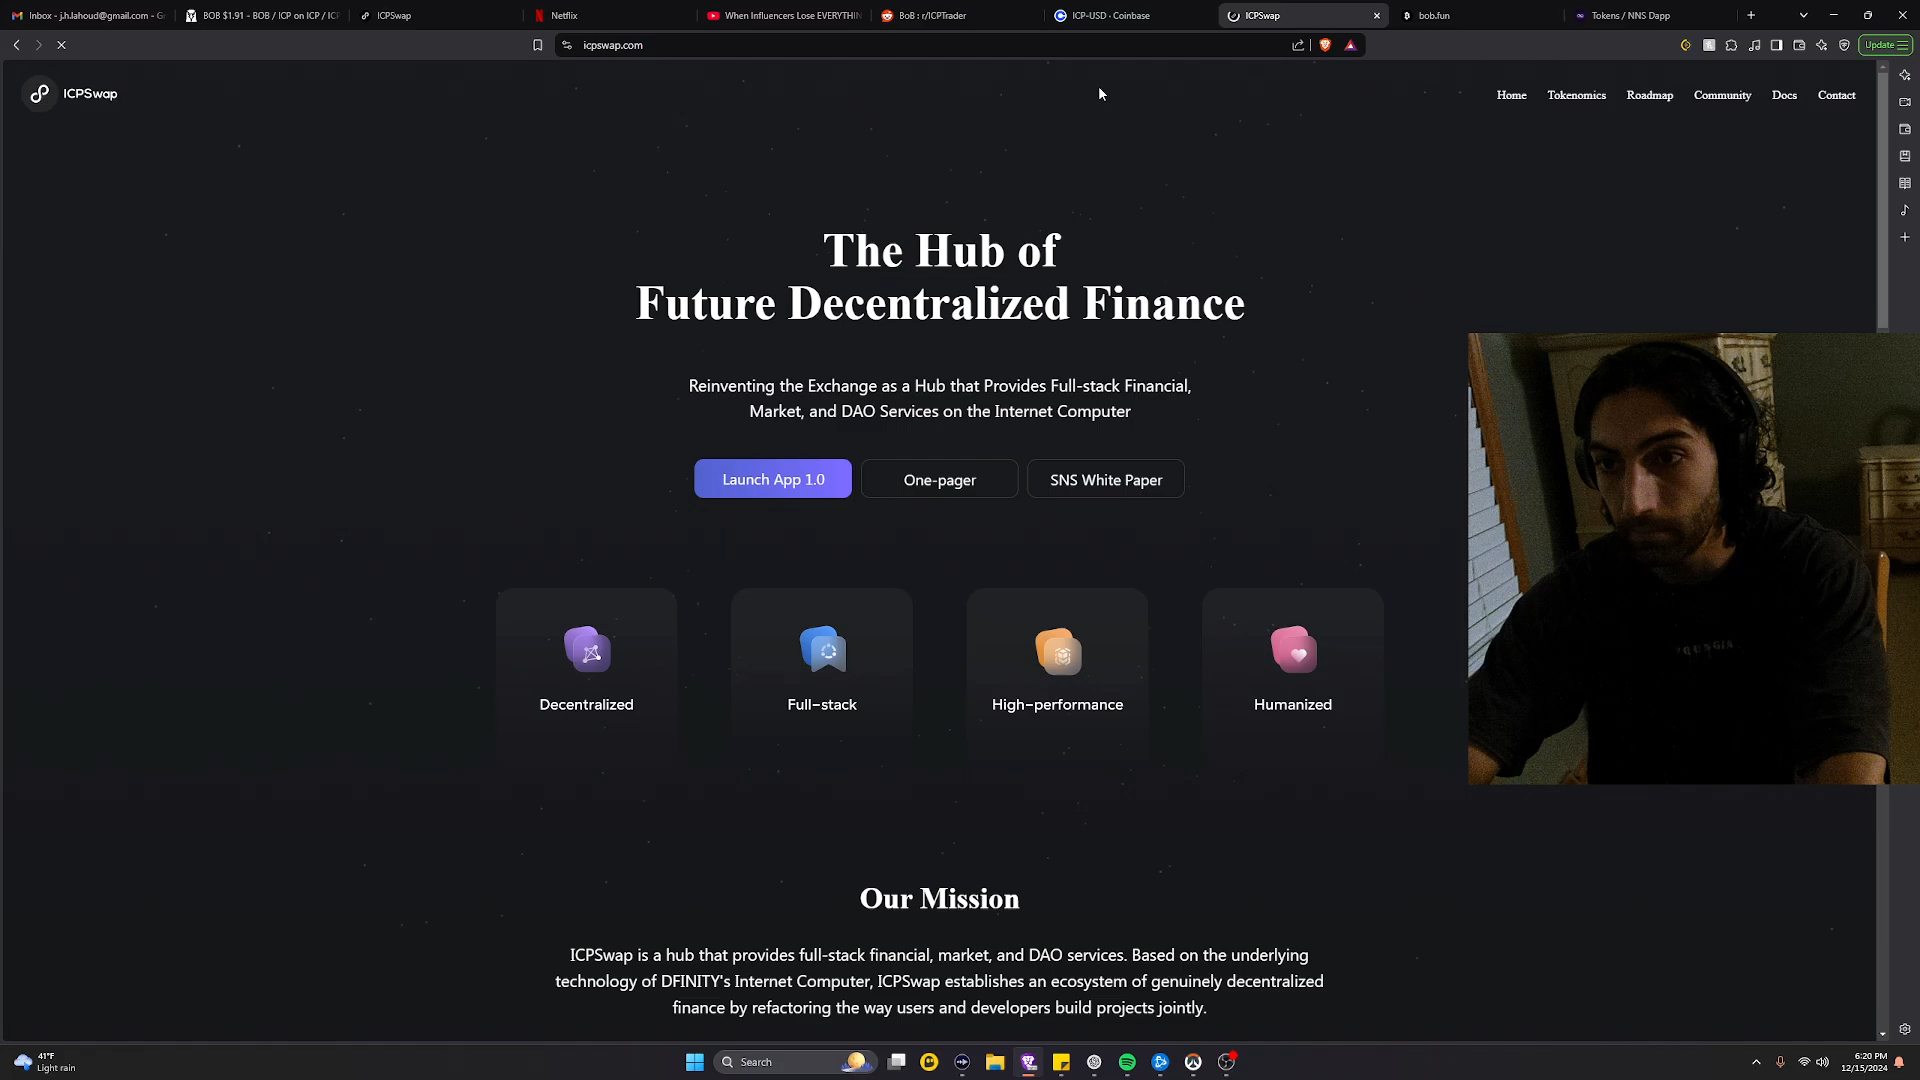 Inbox - j.h.lahoud@gmail.com - G
BOB $1.91 - BOB / ICP on ICP / IC
ICPSwap
Netflix
When Influencers Lose EVERYTHIN
BoB : r/ICPTrader
ICP-USD · Coinbase
ICPSwap
bob.fun
Tokens / NNS Dapp
icpswap.com
Update
ICPSwap
Home
Tokenomics
Roadmap
Community
Docs
Contact
The Hub of
Future Decentralized Finance
Reinventing the Exchange as a Hub that Provides Full-stack Financial,
Market, and DAO Services on the Internet Computer
Launch App 1.0
One-pager
SNS White Paper
Decentralized
Full-stack
High-performance
Humanized
Our Mission
ICPSwap is a hub that provides full-stack financial, market, and DAO services. Based on the underlying
technology of DFINITY's Internet Computer, ICPSwap establishes an ecosystem of genuinely decentralized
finance by refactoring the way users and developers build projects jointly.
41°F
Light rain
Search
6:20 PM
12/15/2024